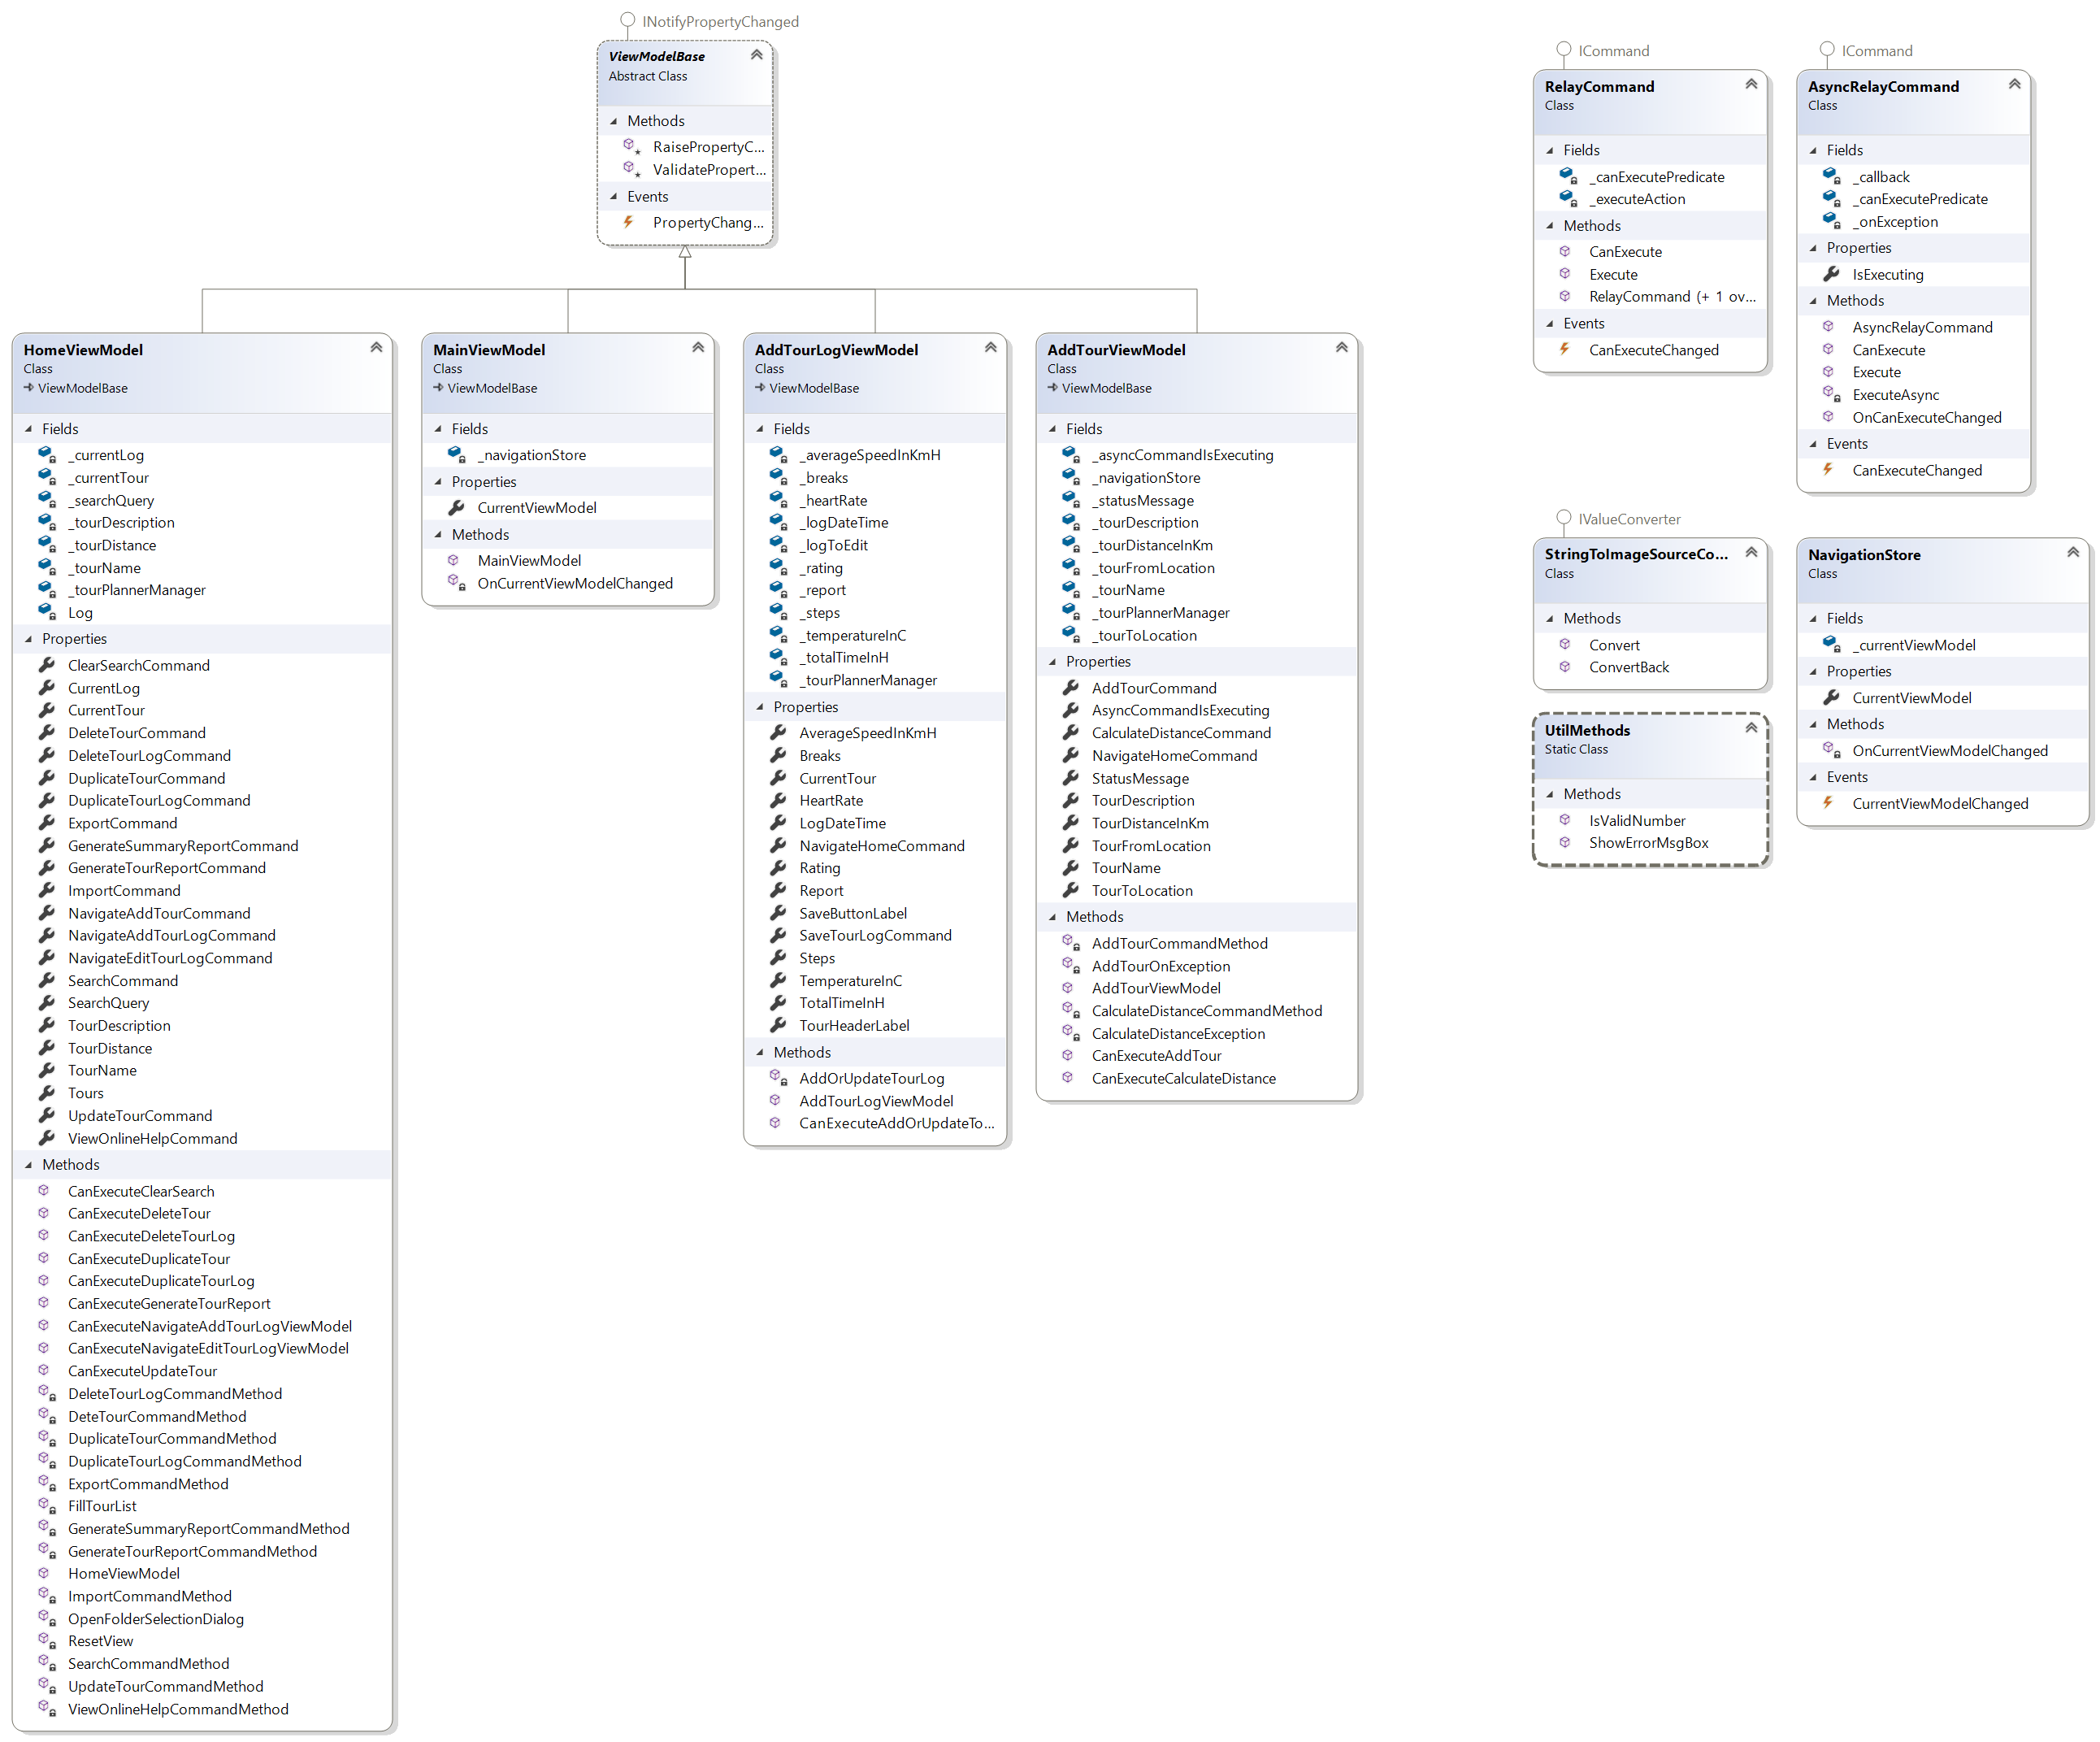 INotifyPropertyChanged
ViewModelBase
Abstract Class
Methods
RaisePropertyC...
ValidatePropert...
Events
PropertyChang...
HomeViewModel
Class
ViewModelBase
Fields
_currentLog
_currentTour
_searchQuery
_tourDescription
_tourDistance
_tourName
_tourPlannerManager
Log
Properties
ClearSearchCommand
CurrentLog
CurrentTour
DeleteTourCommand
DeleteTourLogCommand
DuplicateTourCommand
DuplicateTourLogCommand
ExportCommand
GenerateSummaryReportCommand
GenerateTourReportCommand
ImportCommand
NavigateAddTourCommand
NavigateAddTourLogCommand
NavigateEditTourLogCommand
SearchCommand
SearchQuery
TourDescription
TourDistance
TourName
Tours
UpdateTourCommand
ViewOnlineHelpCommand
Methods
CanExecuteClearSearch
CanExecuteDeleteTour
CanExecuteDeleteTourLog
CanExecuteDuplicateTour
CanExecuteDuplicateTourLog
CanExecuteGenerateTourReport
CanExecuteNavigateAddTourLogViewModel
CanExecuteNavigateEditTourLogViewModel
CanExecuteUpdateTour
DeleteTourLogCommandMethod
DeteTourCommandMethod
DuplicateTourCommandMethod
DuplicateTourLogCommandMethod
ExportCommandMethod
FillTourList
GenerateSummaryReportCommandMethod
GenerateTourReportCommandMethod
HomeViewModel
ImportCommandMethod
OpenFolderSelectionDialog
ResetView
SearchCommandMethod
UpdateTourCommandMethod
ViewOnlineHelpCommandMethod
MainViewModel
Class
ViewModelBase
Fields
_navigationStore
Properties
CurrentViewModel
Methods
MainViewModel
OnCurrentViewModelChanged
AddTourLogViewModel
Class
ViewModelBase
Fields
_averageSpeedInKmH
_breaks
_heartRate
_logDateTime
_logToEdit
_rating
_report
_steps
_temperatureInC
_totalTimeInH
_tourPlannerManager
Properties
AverageSpeedInKmH
Breaks
CurrentTour
HeartRate
LogDateTime
NavigateHomeCommand
Rating
Report
SaveButtonLabel
SaveTourLogCommand
Steps
TemperatureInC
TotalTimeInH
TourHeaderLabel
Methods
AddOrUpdateTourLog
AddTourLogViewModel
CanExecuteAddOrUpdateTo...
AddTourViewModel
Class
ViewModelBase
Fields
_asyncCommandIsExecuting
_navigationStore
_statusMessage
_tourDescription
_tourDistanceInKm
_tourFromLocation
_tourName
_tourPlannerManager
_tourToLocation
Properties
AddTourCommand
AsyncCommandIsExecuting
CalculateDistanceCommand
NavigateHomeCommand
StatusMessage
TourDescription
TourDistanceInKm
TourFromLocation
TourName
TourToLocation
Methods
AddTourCommandMethod
AddTourOnException
AddTourViewModel
CalculateDistanceCommandMethod
CalculateDistanceException
CanExecuteAddTour
CanExecuteCalculateDistance
ICommand
RelayCommand
Class
Fields
_canExecutePredicate
_executeAction
Methods
CanExecute
Execute
RelayCommand (+ 1 ov...
Events
CanExecuteChanged
ICommand
AsyncRelayCommand
Class
Fields
_callback
_canExecutePredicate
_onException
Properties
IsExecuting
Methods
AsyncRelayCommand
CanExecute
Execute
ExecuteAsync
OnCanExecuteChanged
Events
CanExecuteChanged
IValueConverter
StringToImageSourceCo...
Class
Methods
Convert
ConvertBack
UtilMethods
Static Class
Methods
IsValidNumber
ShowErrorMsgBox
NavigationStore
Class
Fields
_currentViewModel
Properties
CurrentViewModel
Methods
OnCurrentViewModelChanged
Events
CurrentViewModelChanged